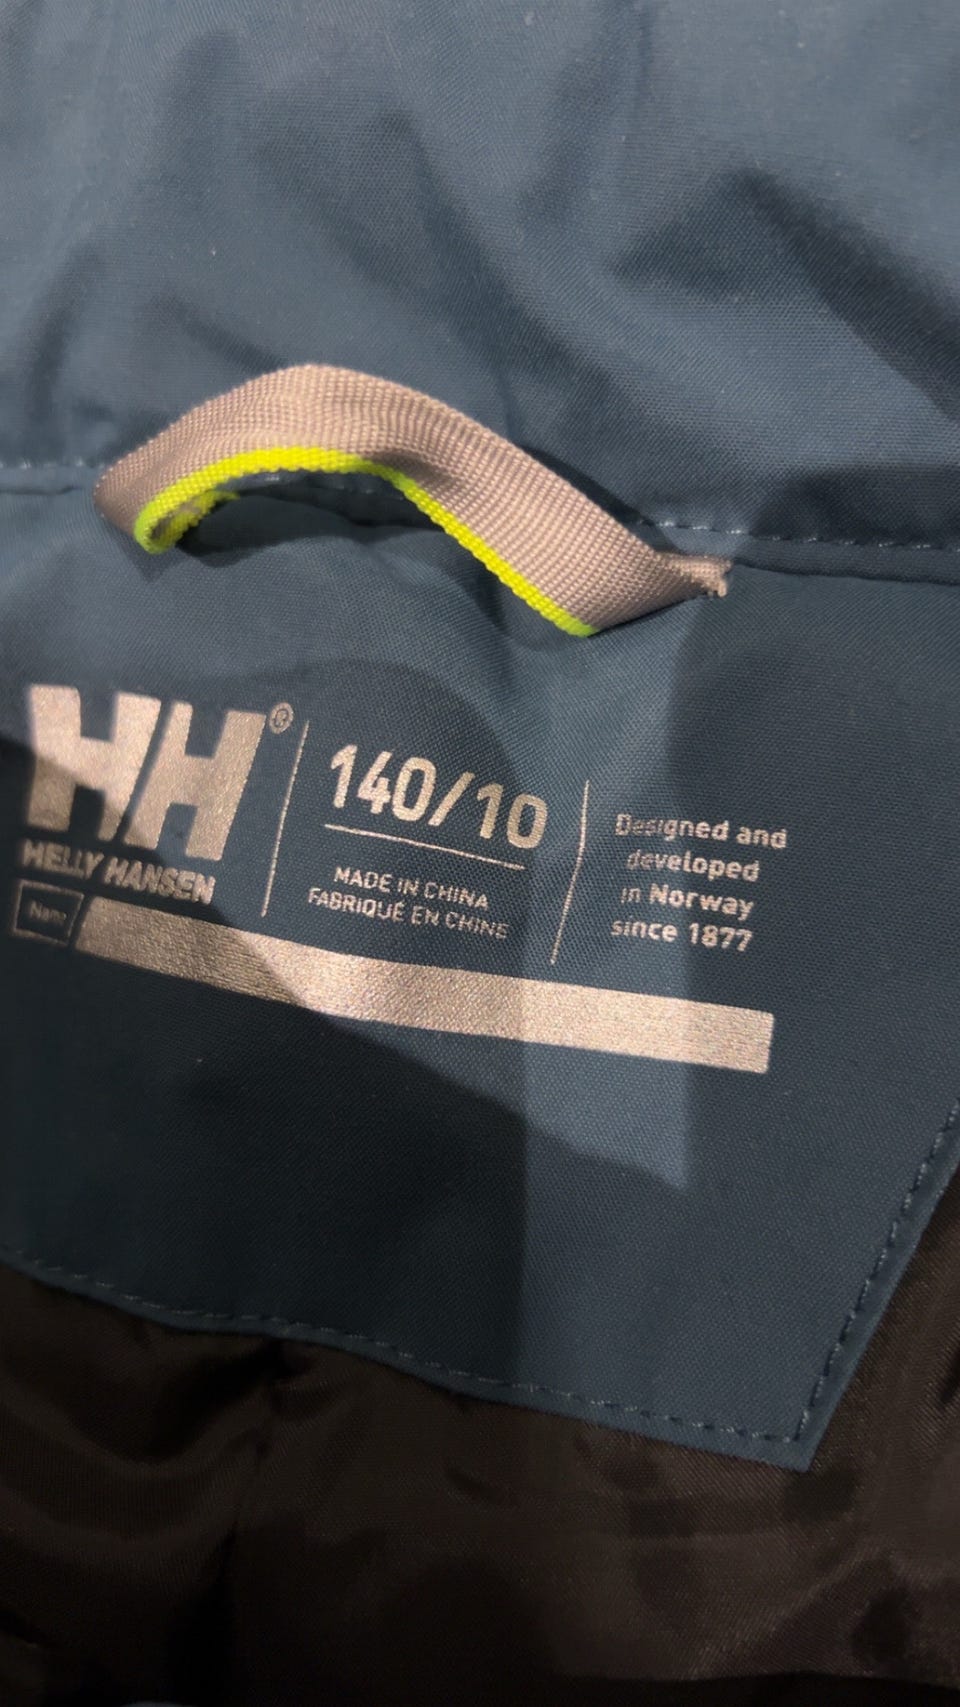 HH®
HELLY HANSEN
Name
140/10
MADE IN CHINA
FABRIQUÉ EN CHINE
Designed and
developed
in Norway
since 1877